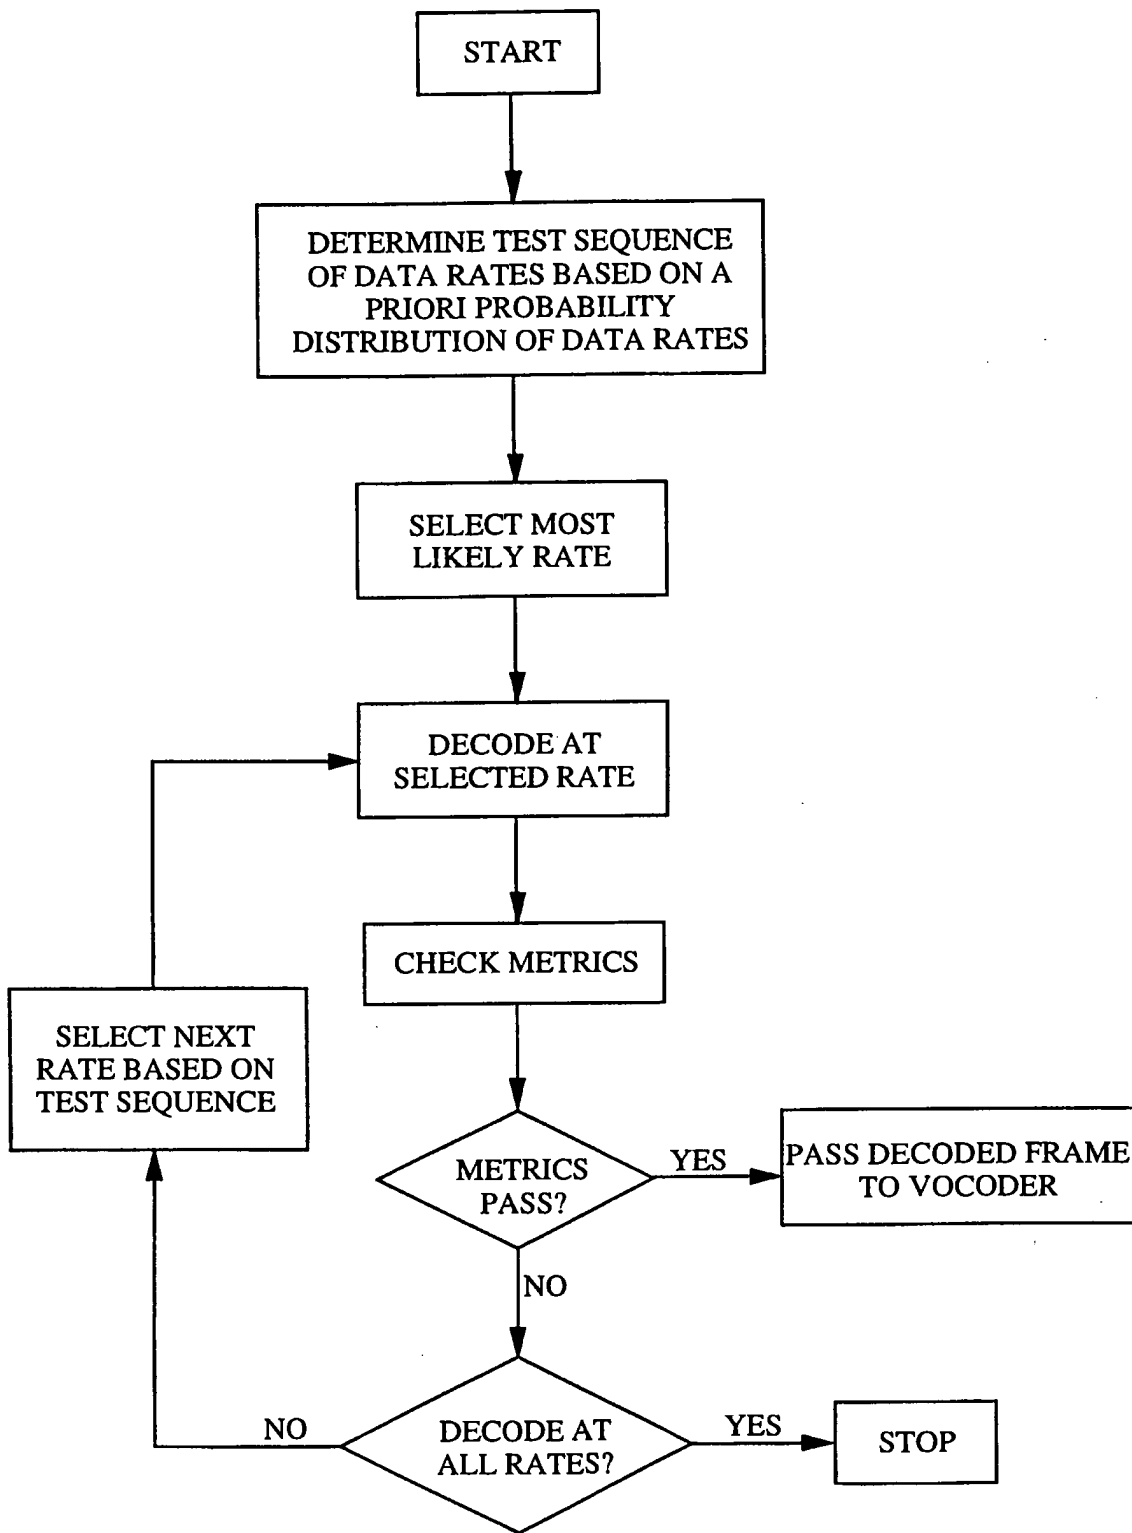 START
DETERMINE TEST SEQUENCE
OF DATA RATES BASED ON A
PRIORI PROBABILITY
DISTRIBUTION OF DATA RATES
SELECT MOST
LIKELY RATE
DECODE AT
SELECTED RATE
CHECK METRICS
SELECT NEXT
RATE BASED ON
TEST SEQUENCE
METRICS
PASS?
YES
PASS DECODED FRAME
TO VOCODER
NO
DECODE AT
ALL RATES?
NO
YES
STOP